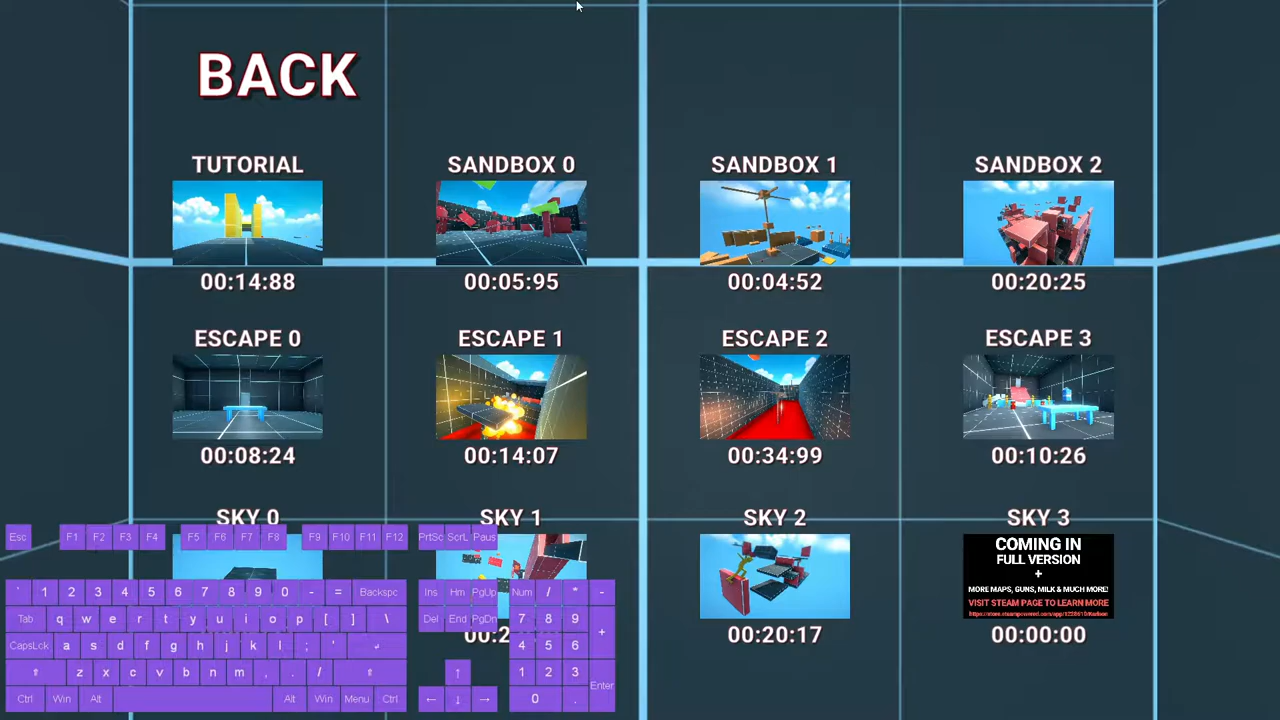 BACK
TUTORIAL SANDBOX 0 SANDBOX 1 SANDBOX 2
00:14:88 00:05:95 00:04:52 00:20:25
ESCAPE 0 ESCAPE 1 ESCAPE 2 ESCAPE 3
00:08:24 00:14:07 00:34:99 00:10:26
SKY 0 SKY 1 SKY 2 SKY 3
COMING IN
FULL VERSION
+
MORE MAPS, GUNS, MILK & MUCH MORE!
VISIT STEAM PAGE TO LEARN MORE
00:2 00:20:17 00:00:00
Esc F1 F2 F3 F4 F5 F6 F7 F8 F9 F10 F11 F12 PrtSc ScrL Paus
` 1 2 3 4 5 6 7 8 9 0 - = Backspc Ins Hm PgUp Num / * -
Tab q w e r t y u i o p [ ] \ Del End PgDn 7 8 9 +
CapsLck a s d f g h j k l ; ' ↲ 4 5 6
⇧ z x c v b n m , . / ⇧ ↑ 1 2 3 Enter
Ctrl Win Alt Alt Win Menu Ctrl ← ↓ → 0 .